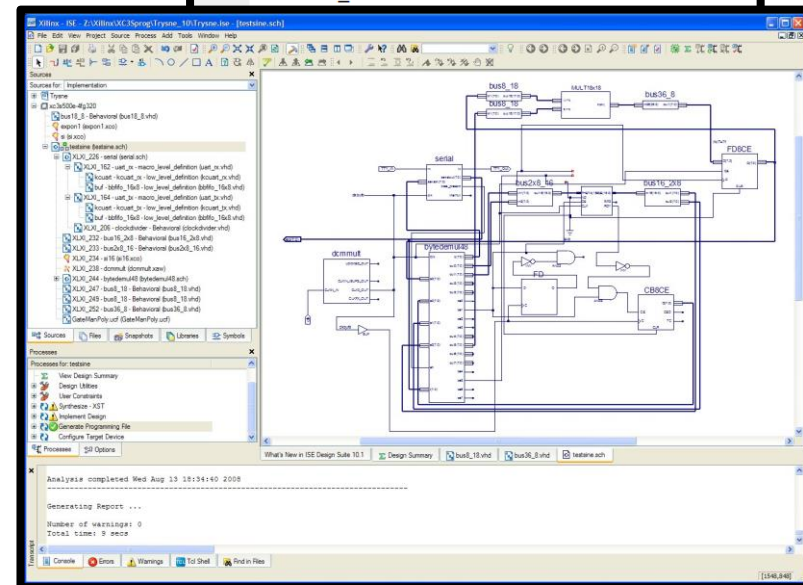 Xilinx - ISE - Z:\Xilinx\XC3Sprog\Trysne_10\Trysne.ise - [testsine.sch]
File Edit View Project Source Process Add Tools Window Help
Sources
Sources for: Implementation
Trysne
xc3s500e-4fg320
bus18_8 - Behavioral (bus18_8.vhd)
expon1 (expon1.xco)
si (si.xco)
testsine (testsine.sch)
XLXI_226 - serial (serial.sch)
XLXI_162 - uart_rx - macro_level_definition (uart_rx.vhd)
kcuart - kcuart_rx - low_level_definition (kcuart_rx.vhd)
buf - bbfifo_16x8 - low_level_definition (bbfifo_16x8.vhd)
XLXI_164 - uart_tx - macro_level_definition (uart_tx.vhd)
kcuart - kcuart_tx - low_level_definition (kcuart_tx.vhd)
buf - bbfifo_16x8 - low_level_definition (bbfifo_16x8.vhd)
XLXI_206 - clockdivider - Behavioral (clockdivider.vhd)
XLXI_232 - bus16_2x8 - Behavioral (bus16_2x8.vhd)
XLXI_233 - bus2x8_16 - Behavioral (bus2x8_16.vhd)
XLXI_234 - si16 (si16.xco)
XLXI_238 - dcmmult (dcmmult.xaw)
XLXI_244 - bytedemul48 (bytedemul48.sch)
XLXI_247 - bus8_18 - Behavioral (bus8_18.vhd)
XLXI_249 - bus8_18 - Behavioral (bus8_18.vhd)
XLXI_252 - bus36_8 - Behavioral (bus36_8.vhd)
GateManPoly.ucf (GateManPoly.ucf)
Sources Files Snapshots Libraries Symbols
Processes
Processes for: testsine
View Design Summary
Design Utilities
User Constraints
Synthesize - XST
Implement Design
Generate Programming File
Configure Target Device
Processes Options
bus8_18
MULT18x18
bus36_8
bus8_18
FD8CE
serial
bus2x8_16
bus16_2x8
bytedemul48
dcmmult
FD
CB8CE
What's New in ISE Design Suite 10.1 Design Summary bus8_18.vhd bus36_8.vhd testsine.sch
Analysis completed Wed Aug 13 18:34:40 2008
Generating Report ...
Number of warnings: 0
Total time: 9 secs
Transcript
Console Errors Warnings Tcl Shell Find in Files
[1548,848]